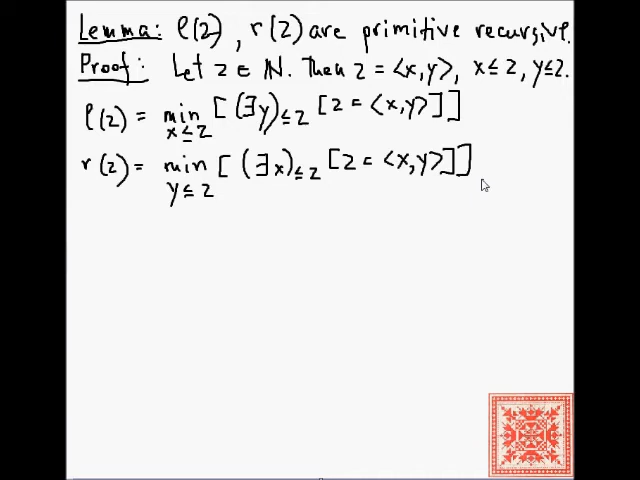 Lemma: l(z), r(z) are primitive recursive.
Proof: Let z ∈ N. Then z = <x,y>, x ≤ z, y ≤ z.
l(z) = min x≤z [(∃y)≤z [z = <x,y>]]
r(z) = min y≤z [(∃x)≤z [z = <x,y>]]